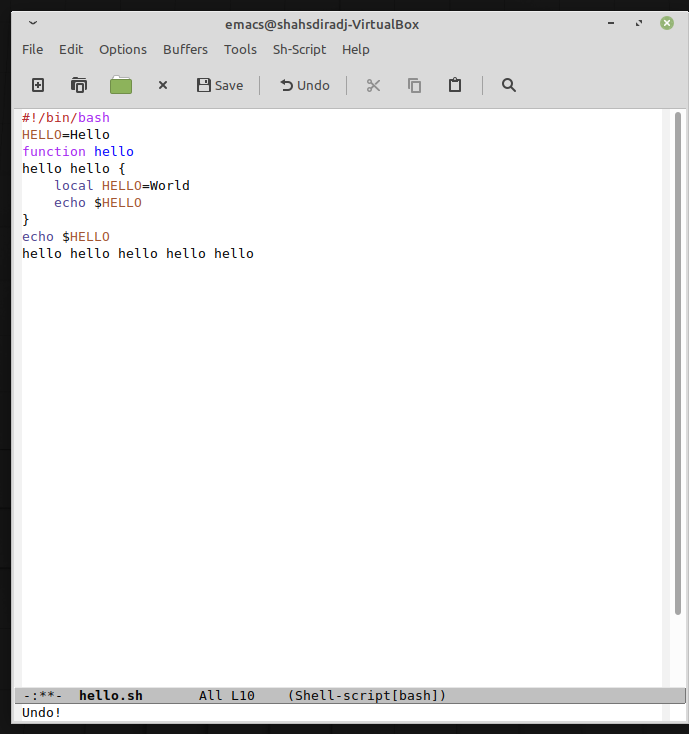 emacs@shahsdiradj-VirtualBox
File Edit Options Buffers Tools Sh-Script Help
Save Undo
#!/bin/bash
HELLO=Hello
function hello
hello hello {
    local HELLO=World
    echo $HELLO
}
echo $HELLO
hello hello hello hello hello
-:**-  hello.sh       All L10    (Shell-script[bash])
Undo!